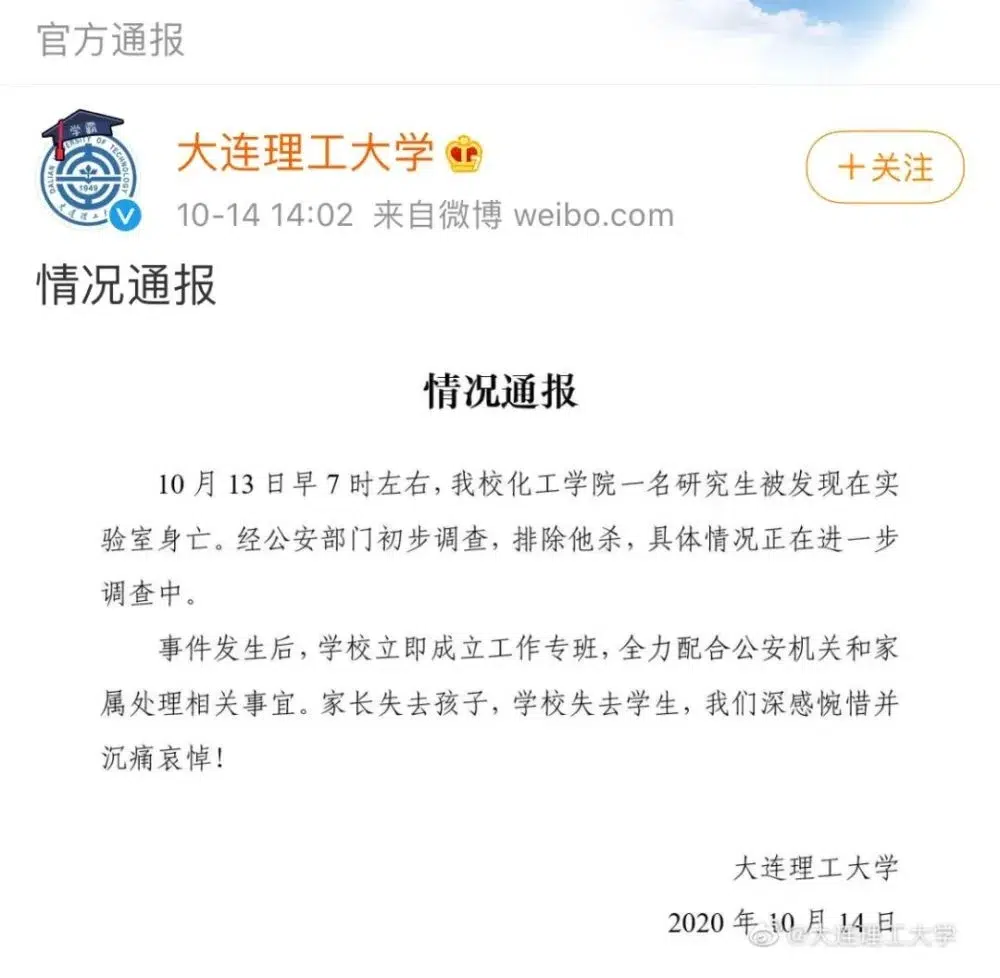 官方通报
学霸
大连理工大学
DALIAN UNIVERSITY OF TECHNOLOGY
1949
+关注
10-14 14:02 来自微博 weibo.com
情况通报
情况通报
10月13日早7时左右,我校化工学院一名研究生被发现在实
验室身亡。经公安部门初步调查,排除他杀,具体情况正在进一步
调查中。
事件发生后,学校立即成立工作专班,全力配合公安机关和家
属处理相关事宜。家长失去孩子,学校失去学生,我们深感惋惜并
沉痛哀悼!
大连理工大学
2020年10月14日
@大连理工大学